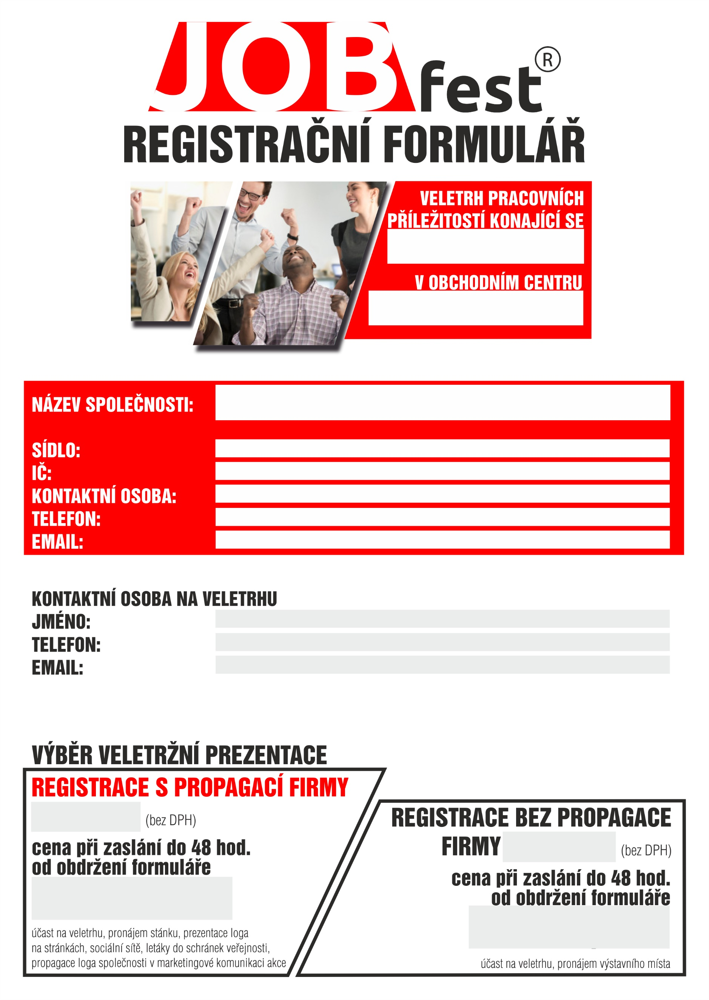 JOBfest®
REGISTRAČNÍ FORMULÁŘ
VELETRH PRACOVNÍCH
PŘÍLEŽITOSTÍ KONAJÍCÍ SE
V OBCHODNÍM CENTRU
NÁZEV SPOLEČNOSTI:
SÍDLO:
IČ:
KONTAKTNÍ OSOBA:
TELEFON:
EMAIL:
KONTAKTNÍ OSOBA NA VELETRHU
JMÉNO:
TELEFON:
EMAIL:
VÝBĚR VELETRŽNÍ PREZENTACE
REGISTRACE S PROPAGACÍ FIRMY
(bez DPH)
cena při zaslání do 48 hod.
od obdržení formuláře
účast na veletrhu, pronájem stánku, prezentace loga
na stránkách, sociální sítě, letáky do schránek veřejnosti,
propagace loga společnosti v marketingové komunikaci akce
REGISTRACE BEZ PROPAGACE
FIRMY (bez DPH)
cena při zaslání do 48 hod.
od obdržení formuláře
účast na veletrhu, pronájem výstavního místa